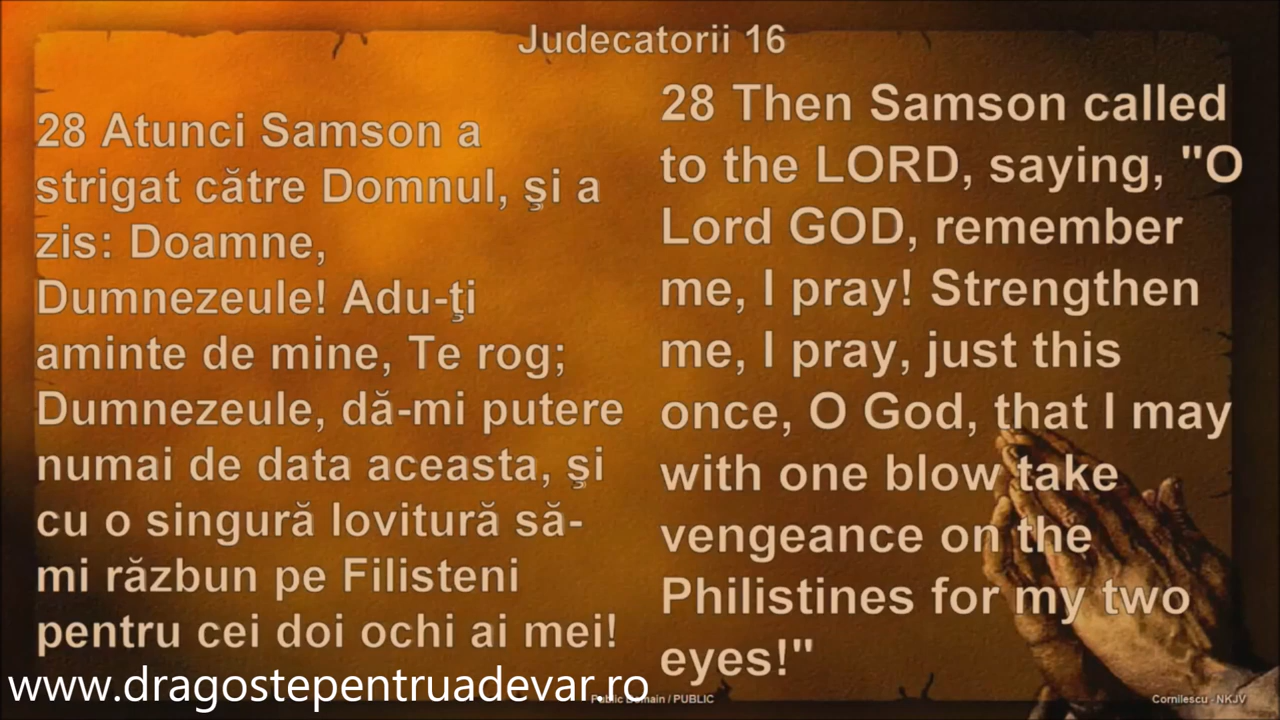 Judecatorii 16
28 Atunci Samson a
strigat către Domnul, şi a
zis: Doamne,
Dumnezeule! Adu-ţi
aminte de mine, Te rog;
Dumnezeule, dă-mi putere
numai de data aceasta, şi
cu o singură lovitură să-
mi răzbun pe Filisteni
pentru cei doi ochi ai mei!
28 Then Samson called
to the LORD, saying, "O
Lord GOD, remember
me, I pray! Strengthen
me, I pray, just this
once, O God, that I may
with one blow take
vengeance on the
Philistines for my two
eyes!"
www.dragostepentruadevar.ro
Public Domain / PUBLIC
Cornilescu - NKJV